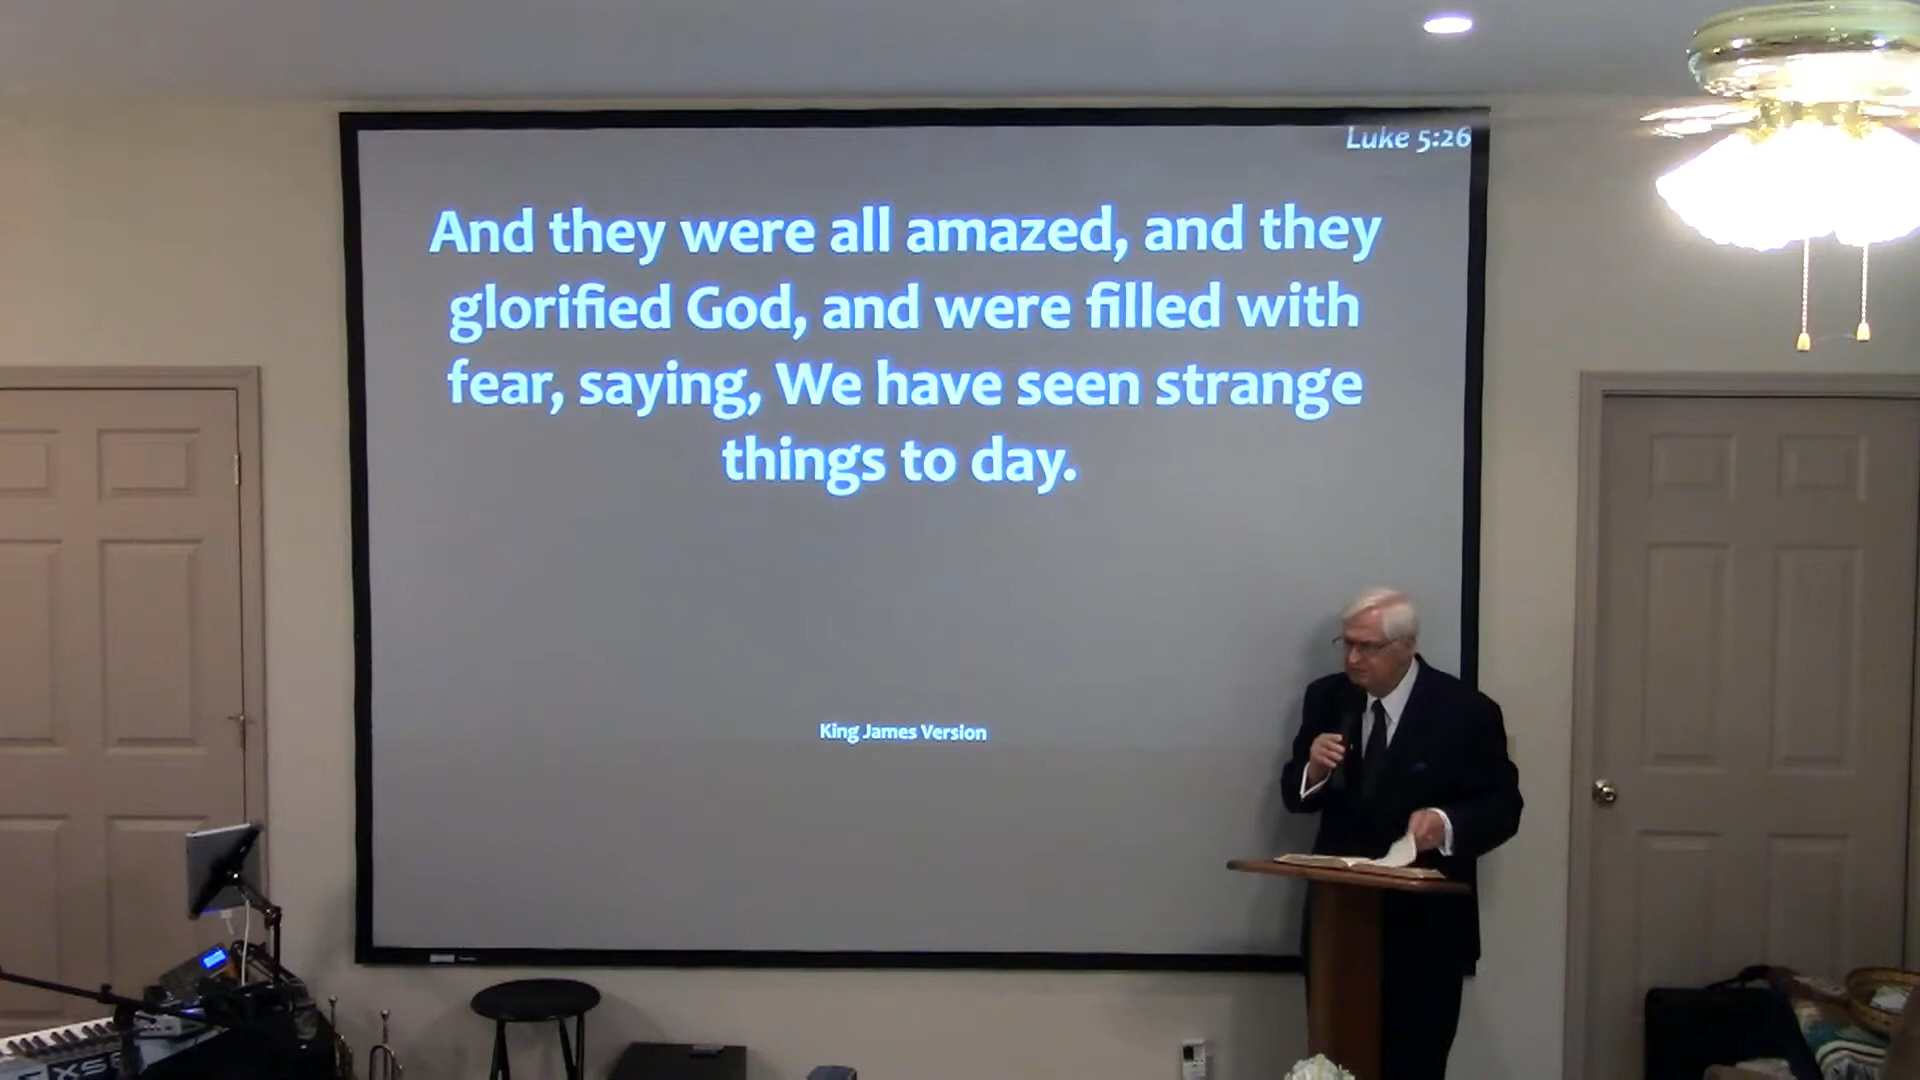 Luke 5:26
And they were all amazed, and they
glorified God, and were filled with
fear, saying, We have seen strange
things to day.
King James Version
XS6